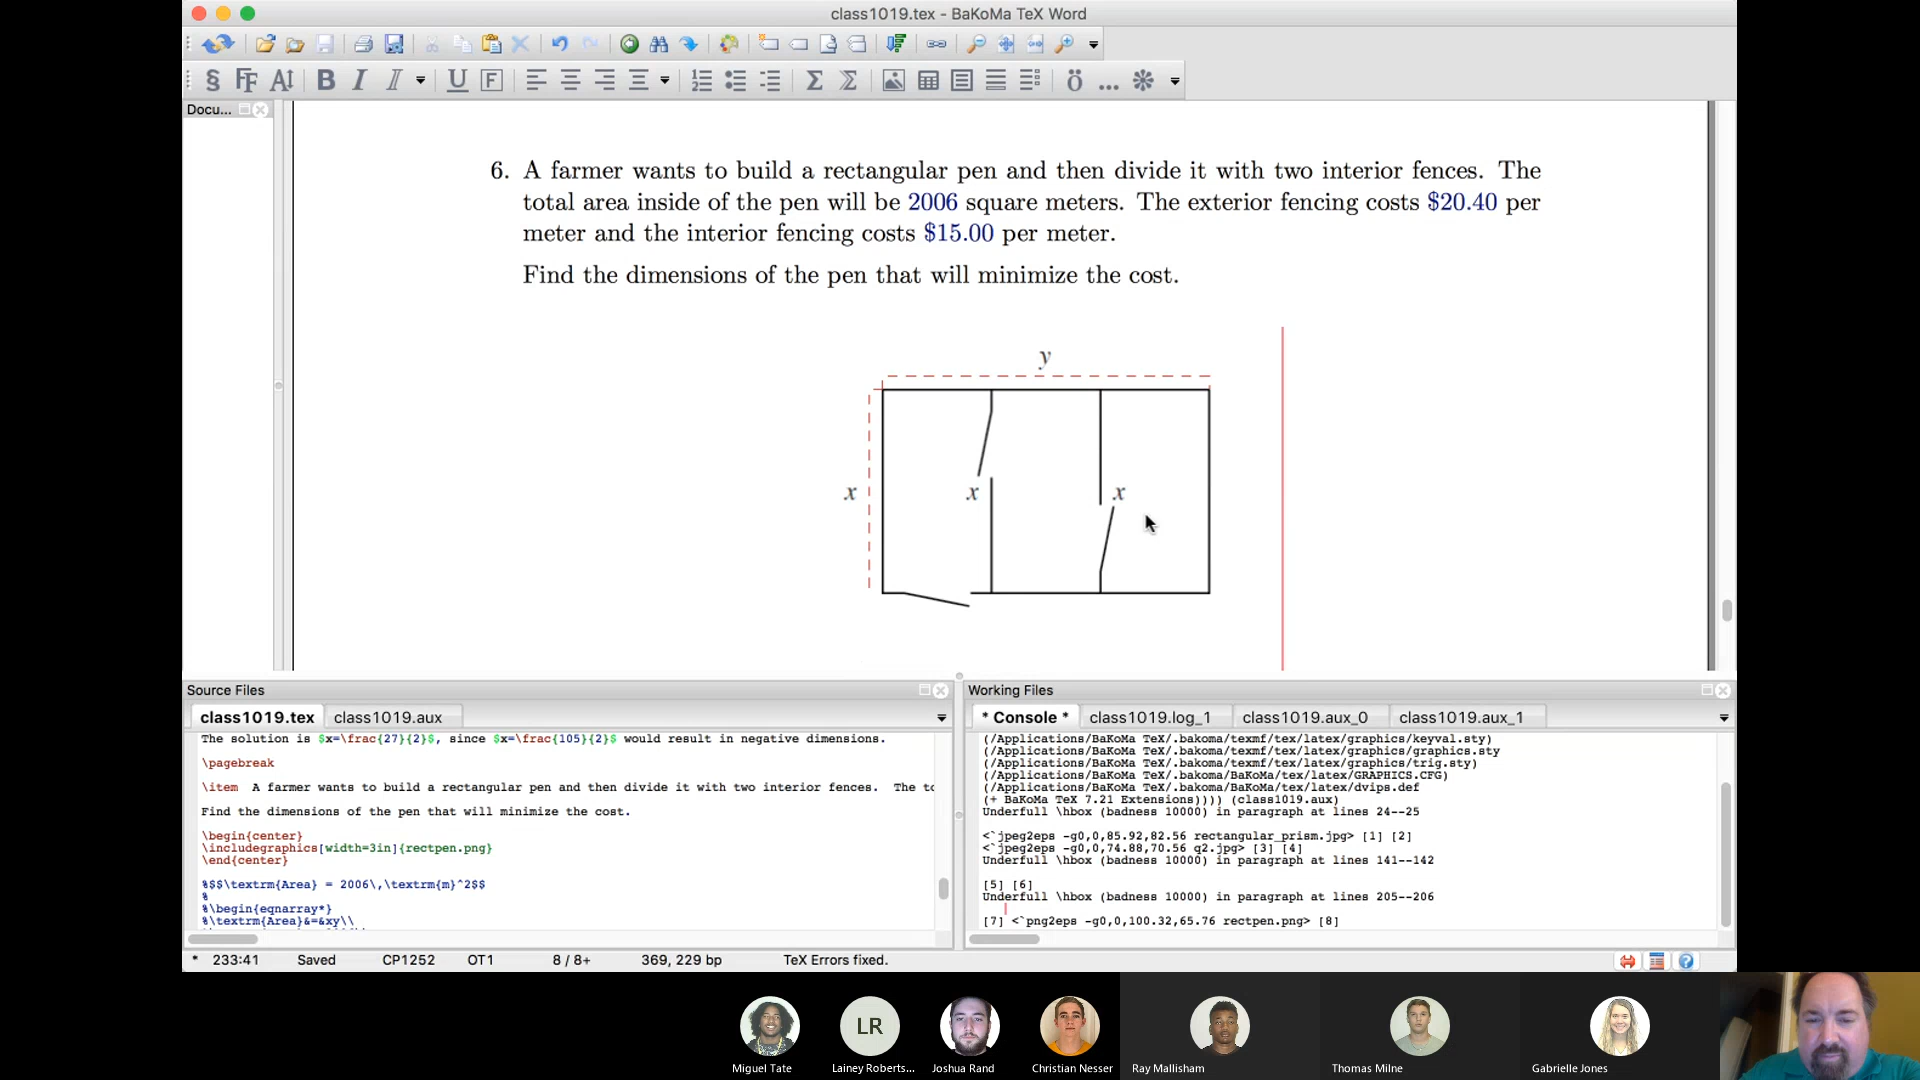 class1019.tex - BaKoMa TeX Word
Docu...
6. A farmer wants to build a rectangular pen and then divide it with two interior fences. The
total area inside of the pen will be 2006 square meters. The exterior fencing costs $20.40 per
meter and the interior fencing costs $15.00 per meter.
Find the dimensions of the pen that will minimize the cost.
y
x
x
x
Source Files
class1019.tex
class1019.aux
The solution is $x=\frac{27}{2}$, since $x=\frac{105}{2}$ would result in negative dimensions.
\pagebreak
\item A farmer wants to build a rectangular pen and then divide it with two interior fences. The to
Find the dimensions of the pen that will minimize the cost.
\begin{center}
\includegraphics[width=3in]{rectpen.png}
\end{center}
%$$\textrm{Area} = 2006\,\textrm{m}^2$$
%
%\begin{eqnarray*}
%\textrm{Area}&=&xy\\
Working Files
* Console *
class1019.log_1
class1019.aux_0
class1019.aux_1
(/Applications/BaKoMa TeX/.bakoma/texmf/tex/latex/graphics/keyval.sty)
(/Applications/BaKoMa TeX/.bakoma/texmf/tex/latex/graphics/graphics.sty
(/Applications/BaKoMa TeX/.bakoma/texmf/tex/latex/graphics/trig.sty)
(/Applications/BaKoMa TeX/.bakoma/BaKoMa/tex/latex/GRAPHICS.CFG)
(/Applications/BaKoMa TeX/.bakoma/texmf/tex/latex/dvips.def
(+ BaKoMa TeX 7.21 Extensions)))) (class1019.aux)
Underfull \hbox (badness 10000) in paragraph at lines 24--25
<`jpeg2eps -g0,0,85.92,82.56 rectangular_prism.jpg> [1] [2]
<`jpeg2eps -g0,0,74.88,70.56 q2.jpg> [3] [4]
Underfull \hbox (badness 10000) in paragraph at lines 141--142
[5] [6]
Underfull \hbox (badness 10000) in paragraph at lines 205--206
[7] <`png2eps -g0,0,100.32,65.76 rectpen.png> [8]
* 233:41 Saved CP1252 OT1 8 / 8+ 369, 229 bp TeX Errors fixed.
LR
Miguel Tate
Lainey Roberts...
Joshua Rand
Christian Nesser
Ray Mallisham
Thomas Milne
Gabrielle Jones